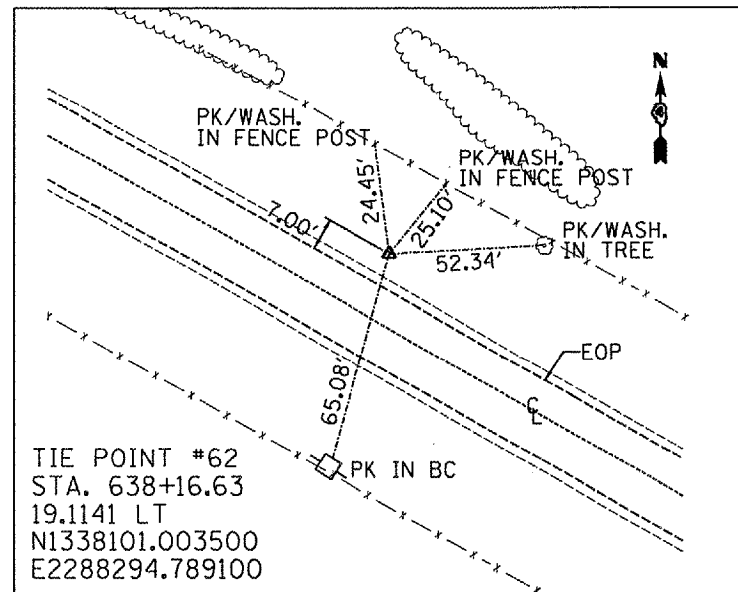 N
PK/WASH.
IN FENCE POST
PK/WASH.
IN FENCE POST
24.45'
25.10'
7.00'
PK/WASH.
IN TREE
52.34'
EOP
65.08'
CL
PK IN BC
TIE POINT #62
STA. 638+16.63
19.1141 LT
N1338101.003500
E2288294.789100